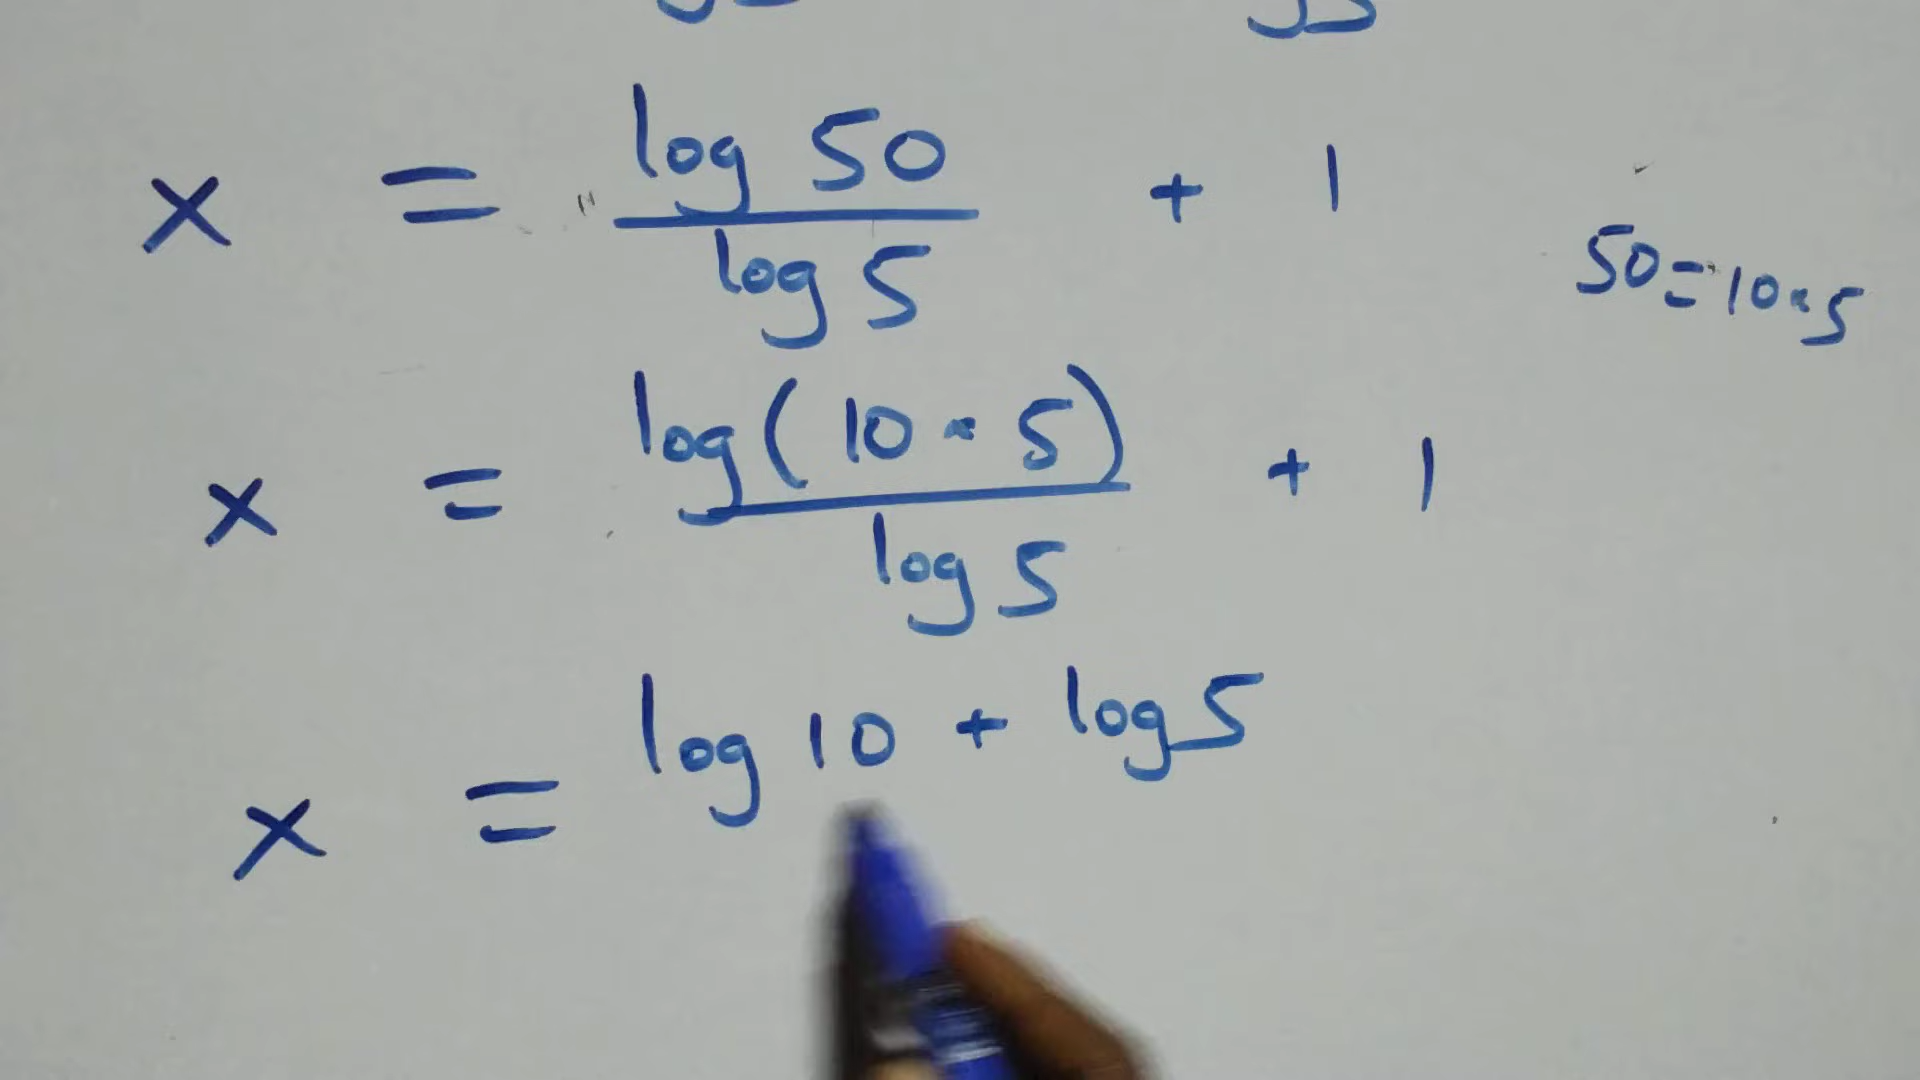 x = log 50 / log 5 + 1
50 = 10 × 5
x = log(10 × 5) / log 5 + 1
x = log 10 + log 5